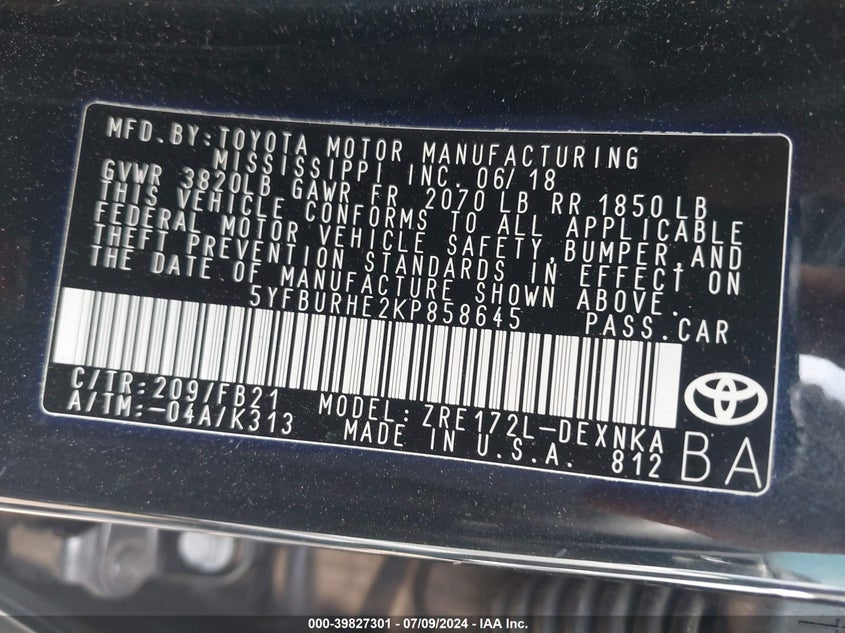 MFD. BY: TOYOTA MOTOR MANUFACTURING
MISSISSIPPI INC. 06/18
GVWR 3820LB GAWR FR 2070 LB RR 1850 LB
THIS VEHICLE CONFORMS TO ALL APPLICABLE
FEDERAL MOTOR VEHICLE SAFETY, BUMPER, AND
THEFT PREVENTION STANDARDS IN EFFECT ON
THE DATE OF MANUFACTURE SHOWN ABOVE.
5YFBURHE2KP858645 PASS. CAR
C/TR: 209/FB21 MODEL: ZRE172L-DEXNKA
A/TM: -04A/K313 MADE IN U.S.A. 812 BA
000-39827301 / 07/09/2024 - IAA, Inc.